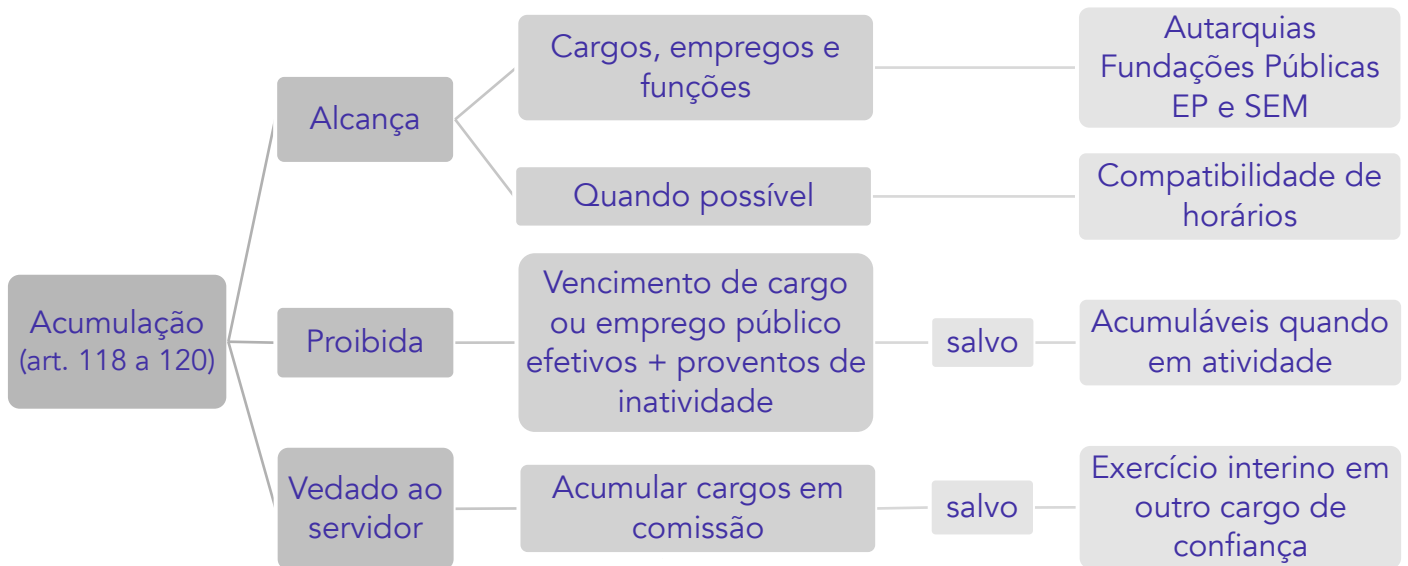 Acumulação
(art. 118 a 120)
Alcança
Cargos, empregos e
funções
Autarquias
Fundações Públicas
EP e SEM
Quando possível
Compatibilidade de
horários
Proibida
Vencimento de cargo
ou emprego público
efetivos + proventos de
inatividade
salvo
Acumuláveis quando
em atividade
Vedado ao
servidor
Acumular cargos em
comissão
salvo
Exercício interino em
outro cargo de
confiança